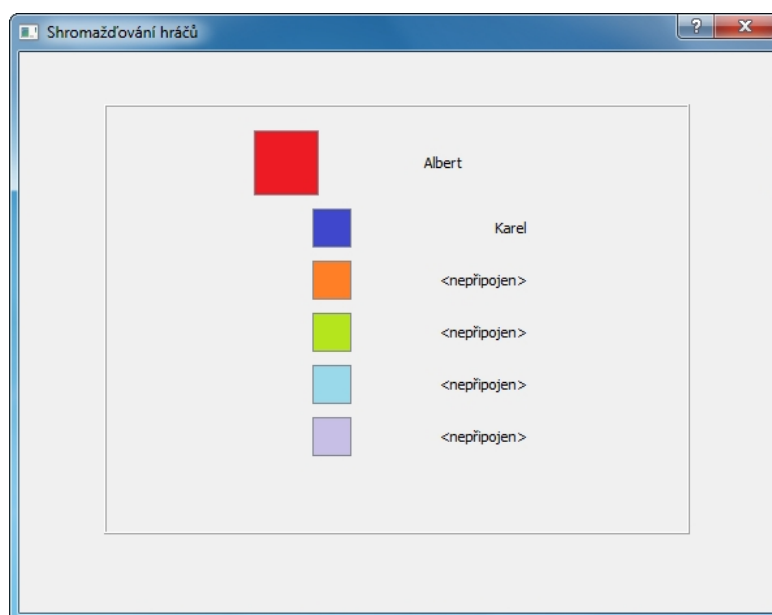 Shromažďování hráčů
Albert
Karel
<nepřipojen>
<nepřipojen>
<nepřipojen>
<nepřipojen>